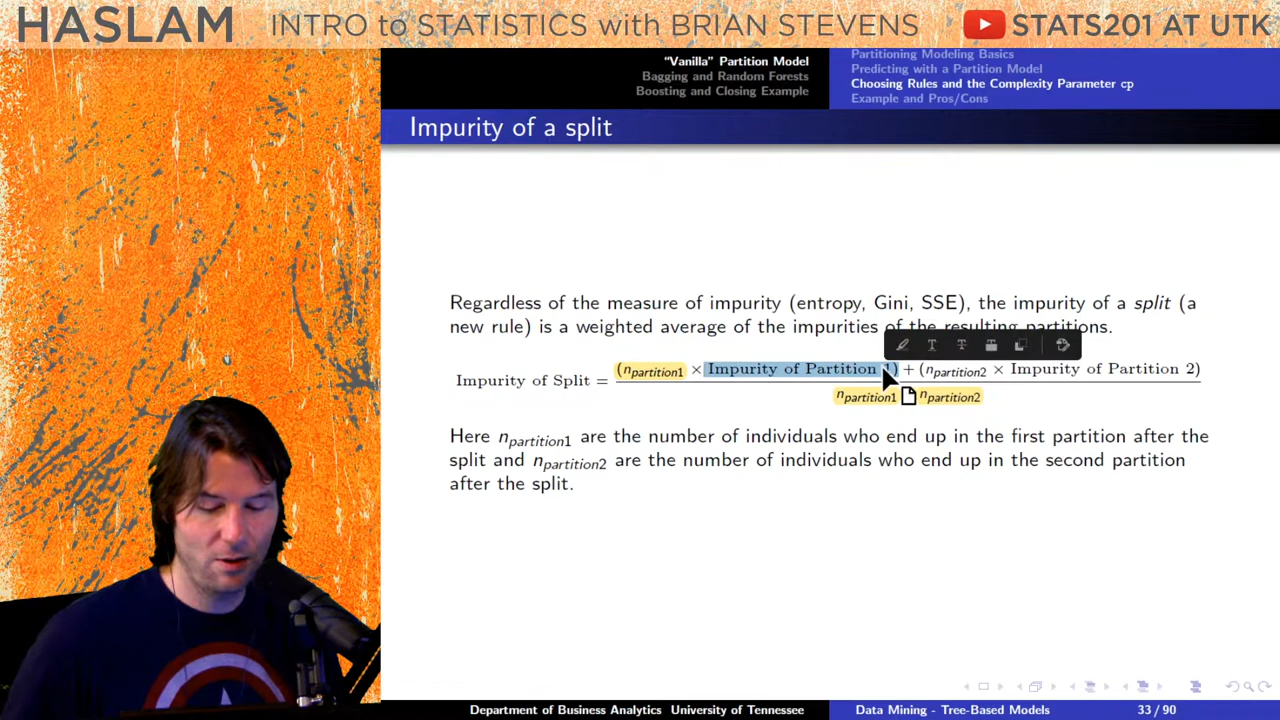 HASLAM INTRO to STATISTICS with BRIAN STEVENS STATS201 AT UTK
“Vanilla” Partition Model
Bagging and Random Forests
Boosting and Closing Example
Partitioning Modeling Basics
Predicting with a Partition Model
Choosing Rules and the Complexity Parameter cp
Example and Pros/Cons
Impurity of a split
Regardless of the measure of impurity (entropy, Gini, SSE), the impurity of a split (a
new rule) is a weighted average of the impurities of the resulting partitions.
Impurity of Split = (n_partition1 × Impurity of Partition 1) + (n_partition2 × Impurity of Partition 2)
n_partition1 n_partition2
Here n_partition1 are the number of individuals who end up in the first partition after the
split and n_partition2 are the number of individuals who end up in the second partition
after the split.
Department of Business Analytics University of Tennessee Data Mining - Tree-Based Models 33 / 90